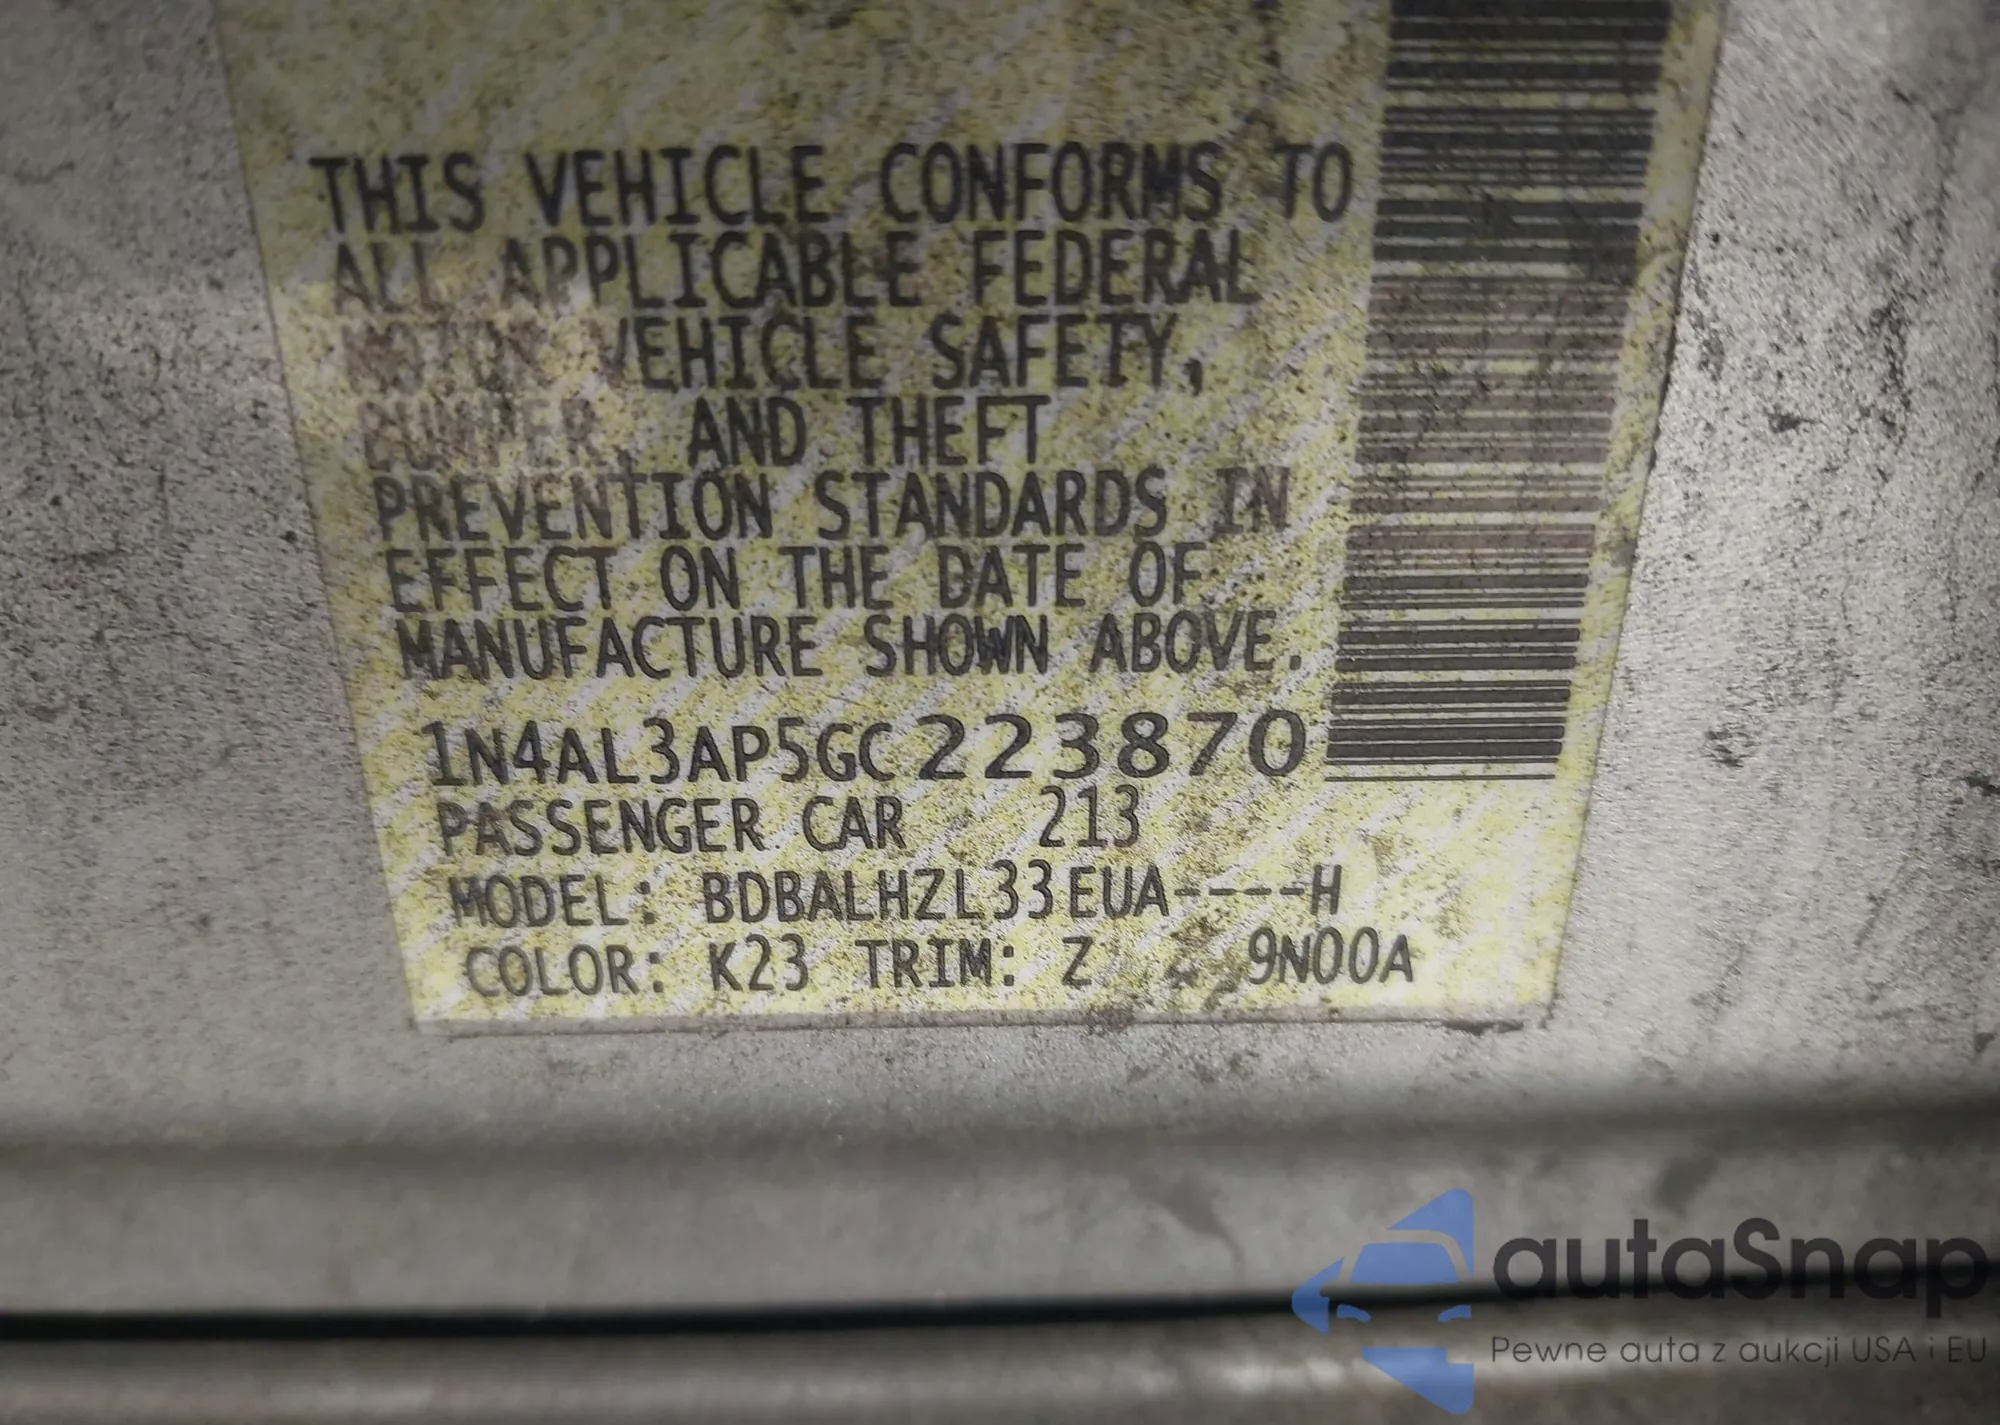 THIS VEHICLE CONFORMS TO
ALL APPLICABLE FEDERAL
MOTOR VEHICLE SAFETY,
BUMPER, AND THEFT
PREVENTION STANDARDS IN
EFFECT ON THE DATE OF
MANUFACTURE SHOWN ABOVE.
1N4AL3AP5GC223870
PASSENGER CAR 213
MODEL: BDBALHZL33EUA----H
COLOR: K23 TRIM: Z 9N00A
autaSnap
Pewne auta z aukcji USA i EU